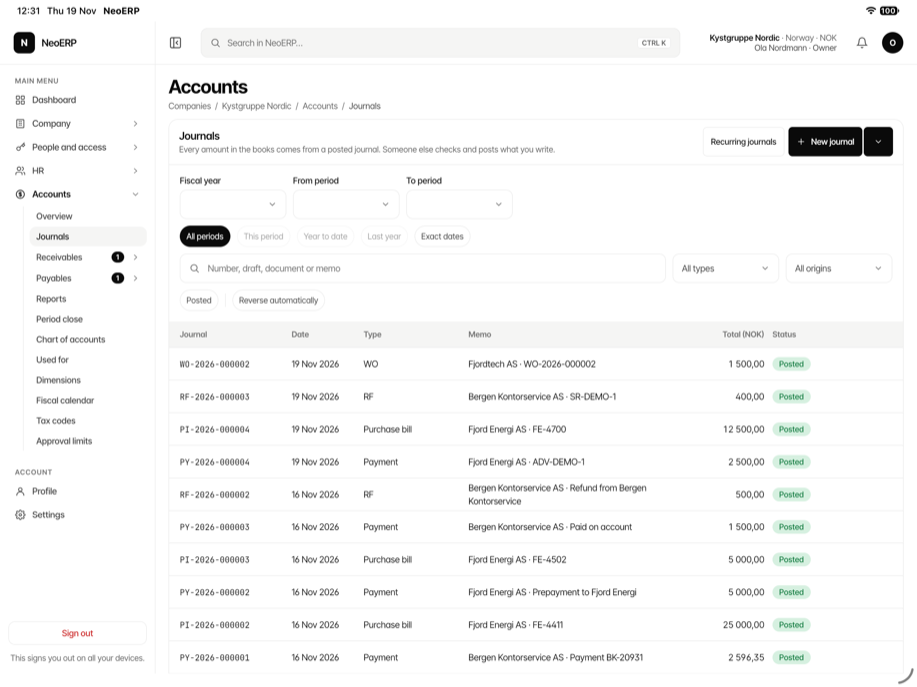 12:31 Thu 19 Nov NeoERP
100
N NeoERP
Search in NeoERP... CTRL K
Kystgruppe Nordic · Norway · NOK
Ola Nordmann · Owner
O
MAIN MENU
Dashboard
Company
People and access
HR
Accounts
Overview
Journals
Receivables 1
Payables 1
Reports
Period close
Chart of accounts
Used for
Dimensions
Fiscal calendar
Tax codes
Approval limits
ACCOUNT
Profile
Settings
Sign out
This signs you out on all your devices.
Accounts
Companies / Kystgruppe Nordic / Accounts / Journals
Journals
Every amount in the books comes from a posted journal. Someone else checks and posts what you write.
Recurring journals
+ New journal
Fiscal year From period To period
All periods This period Year to date Last year Exact dates
Number, draft, document or memo All types All origins
Posted Reverse automatically
Journal Date Type Memo Total (NOK) Status
WO-2026-000002 19 Nov 2026 WO Fjordtech AS · WO-2026-000002 1 500,00 Posted
RF-2026-000003 19 Nov 2026 RF Bergen Kontorservice AS · SR-DEMO-1 400,00 Posted
PI-2026-000004 19 Nov 2026 Purchase bill Fjord Energi AS · FE-4700 12 500,00 Posted
PY-2026-000004 19 Nov 2026 Payment Fjord Energi AS · ADV-DEMO-1 2 500,00 Posted
RF-2026-000002 16 Nov 2026 RF Bergen Kontorservice AS · Refund from Bergen Kontorservice 500,00 Posted
PY-2026-000003 16 Nov 2026 Payment Bergen Kontorservice AS · Paid on account 1 500,00 Posted
PI-2026-000003 16 Nov 2026 Purchase bill Fjord Energi AS · FE-4502 5 000,00 Posted
PY-2026-000002 16 Nov 2026 Payment Fjord Energi AS · Prepayment to Fjord Energi 5 000,00 Posted
PI-2026-000002 16 Nov 2026 Purchase bill Fjord Energi AS · FE-4411 25 000,00 Posted
PY-2026-000001 16 Nov 2026 Payment Bergen Kontorservice AS · Payment BK-20931 2 596,35 Posted